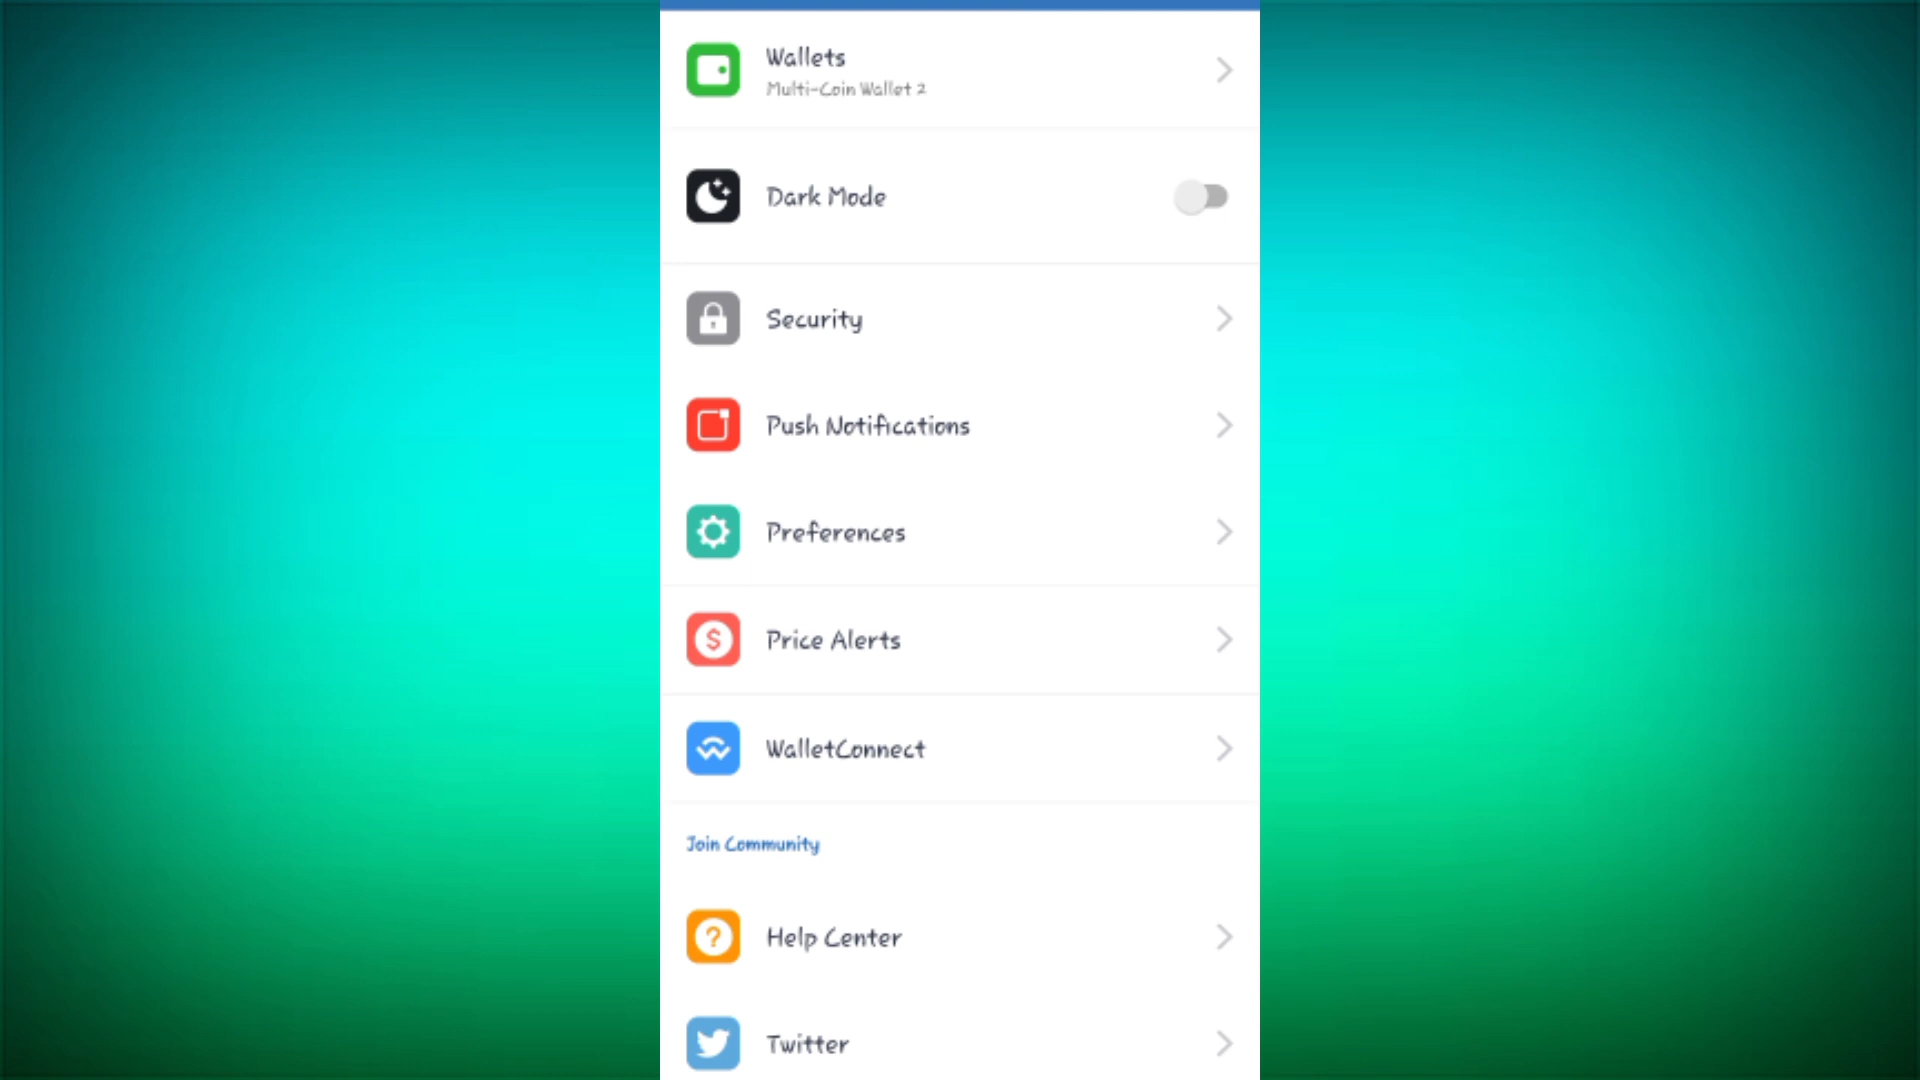 Wallets
Multi-Coin Wallet 2
Dark Mode
Security
Push Notifications
Preferences
Price Alerts
WalletConnect
Join Community
Help Center
Twitter